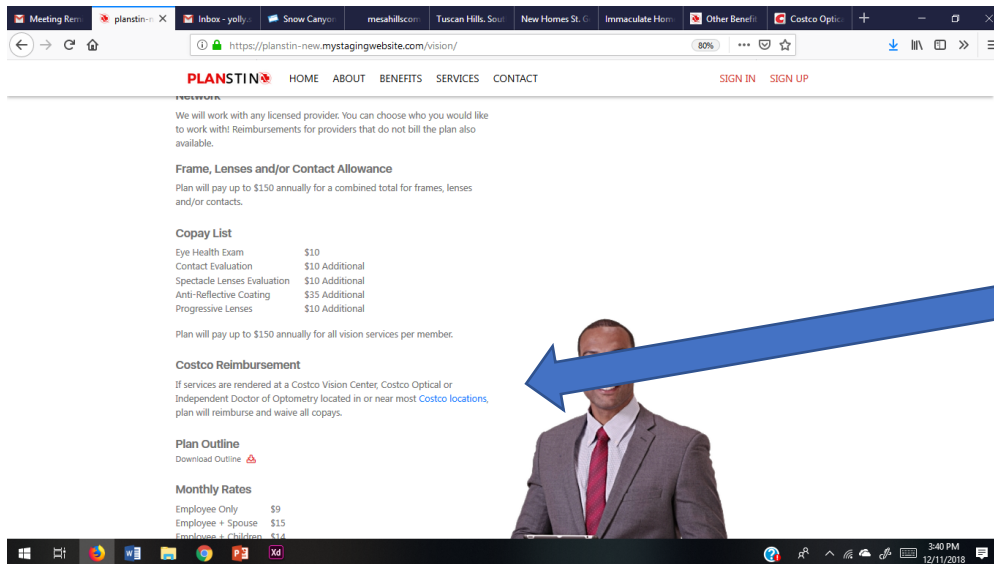 Meeting Rem
planstin-n
Inbox - yolly.a
Snow Canyon
mesahillscom
Tuscan Hills. Sout
New Homes St. G
Immaculate Hom
Other Benefit
Costco Optica
https://planstin-new.mystagingwebsite.com/vision/
80%
PLANSTIN HOME ABOUT BENEFITS SERVICES CONTACT SIGN IN SIGN UP
Network
We will work with any licensed provider. You can choose who you would like
to work with! Reimbursements for providers that do not bill the plan also
available.
Frame, Lenses and/or Contact Allowance
Plan will pay up to $150 annually for a combined total for frames, lenses
and/or contacts.
Copay List
Eye Health Exam $10
Contact Evaluation $10 Additional
Spectacle Lenses Evaluation $10 Additional
Anti-Reflective Coating $35 Additional
Progressive Lenses $10 Additional
Plan will pay up to $150 annually for all vision services per member.
Costco Reimbursement
If services are rendered at a Costco Vision Center, Costco Optical or
Independent Doctor of Optometry located in or near most Costco locations,
plan will reimburse and waive all copays.
Plan Outline
Download Outline
Monthly Rates
Employee Only $9
Employee + Spouse $15
Employee + Children $14
Xd
3:40 PM
12/11/2018